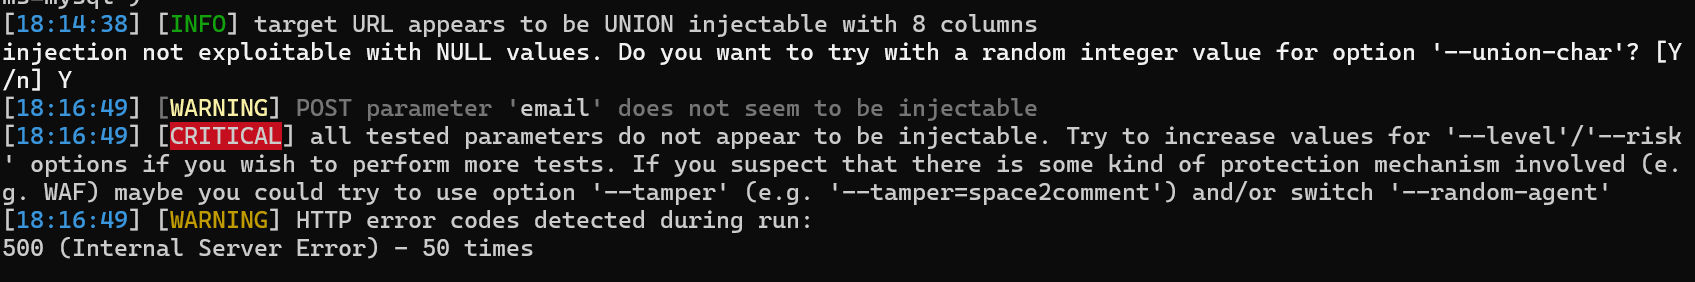 [18:14:38] [INFO] target URL appears to be UNION injectable with 8 columns
injection not exploitable with NULL values. Do you want to try with a random integer value for option '--union-char'? [Y
/n] Y
[18:16:49] [WARNING] POST parameter 'email' does not seem to be injectable
[18:16:49] [CRITICAL] all tested parameters do not appear to be injectable. Try to increase values for '--level'/'--risk
' options if you wish to perform more tests. If you suspect that there is some kind of protection mechanism involved (e.
g. WAF) maybe you could try to use option '--tamper' (e.g. '--tamper=space2comment') and/or switch '--random-agent'
[18:16:49] [WARNING] HTTP error codes detected during run:
500 (Internal Server Error) - 50 times